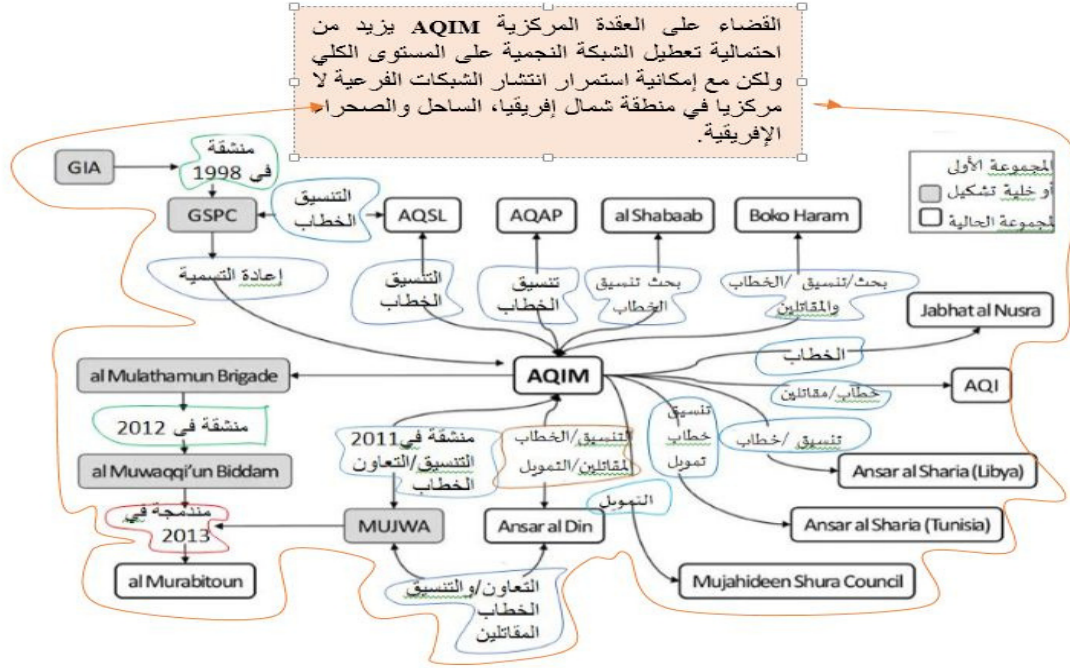 القضاء على العقدة المركزية AQIM يزيد من
احتمالية تعطيل الشبكة النجمية على المستوى الكلي
ولكن مع إمكانية استمرار انتشار الشبكات الفرعية لا
مركزيا في منطقة شمال إفريقيا، الساحل والصحراء
الإفريقية.
المجموعة الأولى
أو خلية تشكيل
لمجموعة الحالية
GIA
منشقة
في 1998
GSPC
التنسيق
الخطاب
AQSL
AQAP
al Shabaab
Boko Haram
إعادة التسمية
التنسيق
الخطاب
تنسيق
الخطاب
بحث تنسيق
الخطاب
بحث/تنسيق /الخطاب
والمقاتلين
Jabhat al Nusra
الخطاب
AQIM
al Mulathamun Brigade
AQI
خطاب/مقاتلين
منشقة في 2012
منشقة في2011
التنسيق/التعاون
الخطاب
التنسيق/الخطاب
المقاتلين/التمويل
تنسيق
خطاب
تمويل
تنسيق /خطاب
al Muwaqqi'un Biddam
Ansar al Sharia (Libya)
التمويل
مندمجة في
2013
MUJWA
Ansar al Din
Ansar al Sharia (Tunisia)
al Murabitoun
Mujahideen Shura Council
التعاون/والتنسيق
الخطاب
المقاتلين